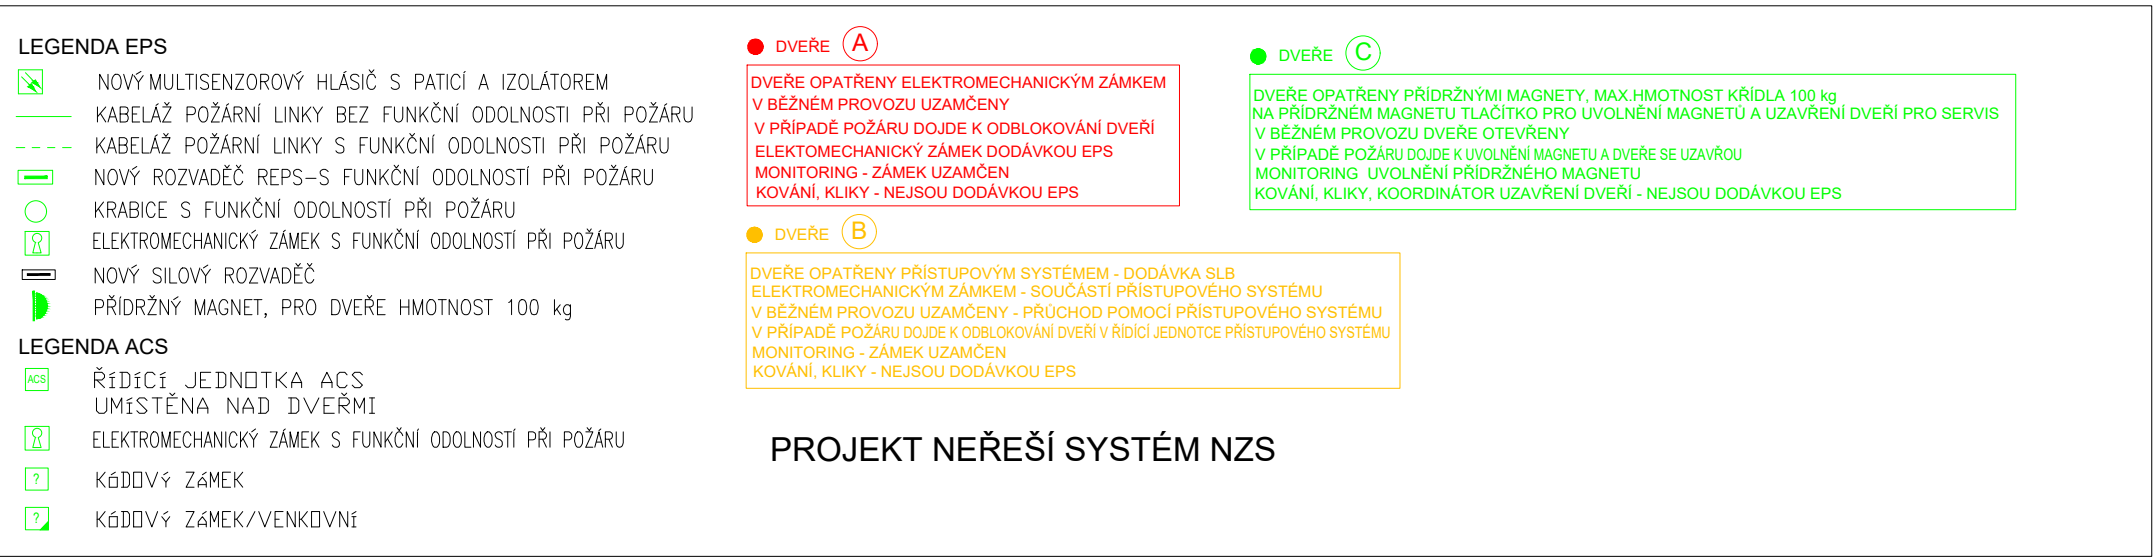 LEGENDA EPS
NOVÝ MULTISENZOROVÝ HLÁSIČ S PATICÍ A IZOLÁTOREM
KABELÁŽ POŽÁRNÍ LINKY BEZ FUNKČNÍ ODOLNOSTI PŘI POŽÁRU
KABELÁŽ POŽÁRNÍ LINKY S FUNKČNÍ ODOLNOSTI PŘI POŽÁRU
NOVÝ ROZVADĚČ REPS-S FUNKČNÍ ODOLNOSTÍ PŘI POŽÁRU
KRABICE S FUNKČNÍ ODOLNOSTÍ PŘI POŽÁRU
ELEKTROMECHANICKÝ ZÁMEK S FUNKČNÍ ODOLNOSTÍ PŘI POŽÁRU
NOVÝ SILOVÝ ROZVADĚČ
PŘÍDRŽNÝ MAGNET, PRO DVEŘE HMOTNOST 100 kg
LEGENDA ACS
ACS ŘíDíCí JEDNOTKA ACS
UMíSTĚNA NAD DVEŘMI
ELEKTROMECHANICKÝ ZÁMEK S FUNKČNÍ ODOLNOSTÍ PŘI POŽÁRU
? KóDOVý ZáMEK
? KóDOVý ZáMEK/VENKOVNí
DVEŘE A
DVEŘE OPATŘENY ELEKTROMECHANICKÝM ZÁMKEM
V BĚŽNÉM PROVOZU UZAMČENY
V PŘÍPADĚ POŽÁRU DOJDE K ODBLOKOVÁNÍ DVEŘÍ
ELEKTOMECHANICKÝ ZÁMEK DODÁVKOU EPS
MONITORING - ZÁMEK UZAMČEN
KOVÁNÍ, KLIKY - NEJSOU DODÁVKOU EPS
DVEŘE B
DVEŘE OPATŘENY PŘÍSTUPOVÝM SYSTÉMEM - DODÁVKA SLB
ELEKTROMECHANICKÝM ZÁMKEM - SOUČÁSTÍ PŘÍSTUPOVÉHO SYSTÉMU
V BĚŽNÉM PROVOZU UZAMČENY - PRŮCHOD POMOCÍ PŘÍSTUPOVÉHO SYSTÉMU
V PŘÍPADĚ POŽÁRU DOJDE K ODBLOKOVÁNÍ DVEŘÍ V ŘÍDÍCÍ JEDNOTCE PŘÍSTUPOVÉHO SYSTÉMU
MONITORING - ZÁMEK UZAMČEN
KOVÁNÍ, KLIKY - NEJSOU DODÁVKOU EPS
DVEŘE C
DVEŘE OPATŘENY PŘÍDRŽNÝMI MAGNETY, MAX.HMOTNOST KŘÍDLA 100 kg
NA PŘÍDRŽNÉM MAGNETU TLAČÍTKO PRO UVOLNĚNÍ MAGNETŮ A UZAVŘENÍ DVEŘÍ PRO SERVIS
V BĚŽNÉM PROVOZU DVEŘE OTEVŘENY
V PŘÍPADĚ POŽÁRU DOJDE K UVOLNĚNÍ MAGNETU A DVEŘE SE UZAVŘOU
MONITORING UVOLNĚNÍ PŘÍDRŽNÉHO MAGNETU
KOVÁNÍ, KLIKY, KOORDINÁTOR UZAVŘENÍ DVEŘÍ - NEJSOU DODÁVKOU EPS
PROJEKT NEŘEŠÍ SYSTÉM NZS